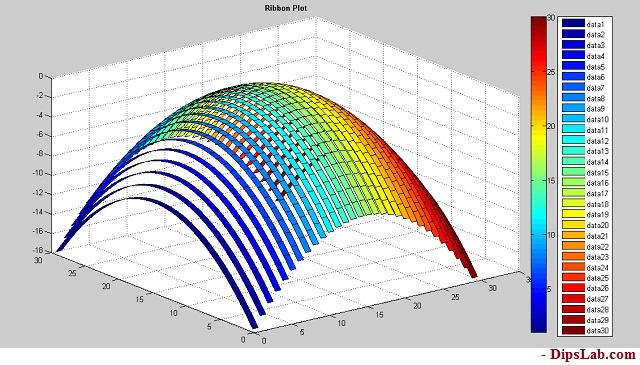 Ribbon Plot
0
-2
-4
-6
-8
-10
-12
-14
-16
-18
30
25
20
15
10
5
0
0
5
10
15
20
25
30
30
25
20
15
10
5
data1
data2
data3
data4
data5
data6
data7
data8
data9
data10
data11
data12
data13
data14
data15
data16
data17
data18
data19
data20
data21
data22
data23
data24
data25
data26
data27
data28
data29
data30
- DipsLab.com